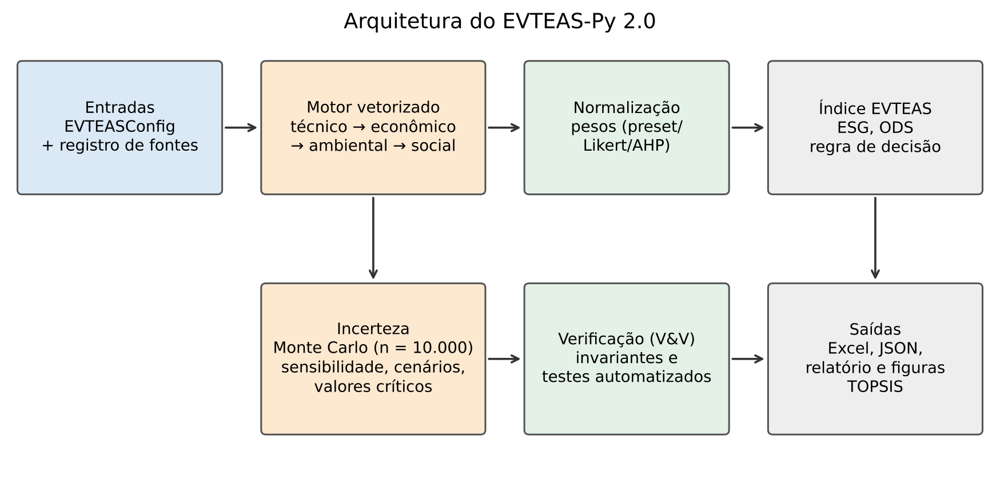 Arquitetura do EVTEAS-Py 2.0
Entradas
EVTEASConfig
+ registro de fontes
Motor vetorizado
técnico → econômico
→ ambiental → social
Normalização
pesos (preset/
Likert/AHP)
Índice EVTEAS
ESG, ODS
regra de decisão
Incerteza
Monte Carlo (n = 10.000)
sensibilidade, cenários,
valores críticos
Verificação (V&V)
invariantes e
testes automatizados
Saídas
Excel, JSON,
relatório e figuras
TOPSIS